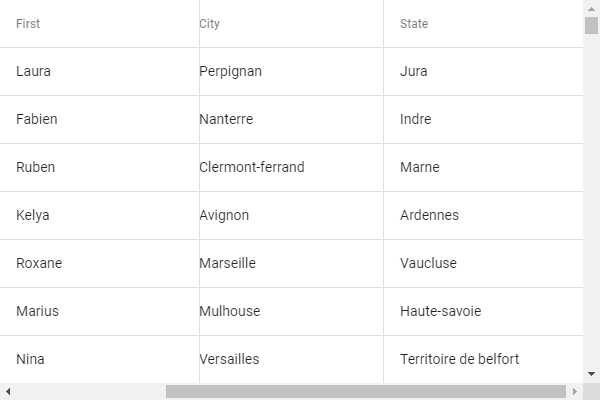 First City State
Laura Perpignan Jura
Fabien Nanterre Indre
Ruben Clermont-ferrand Marne
Kelya Avignon Ardennes
Roxane Marseille Vaucluse
Marius Mulhouse Haute-savoie
Nina Versailles Territoire de belfort